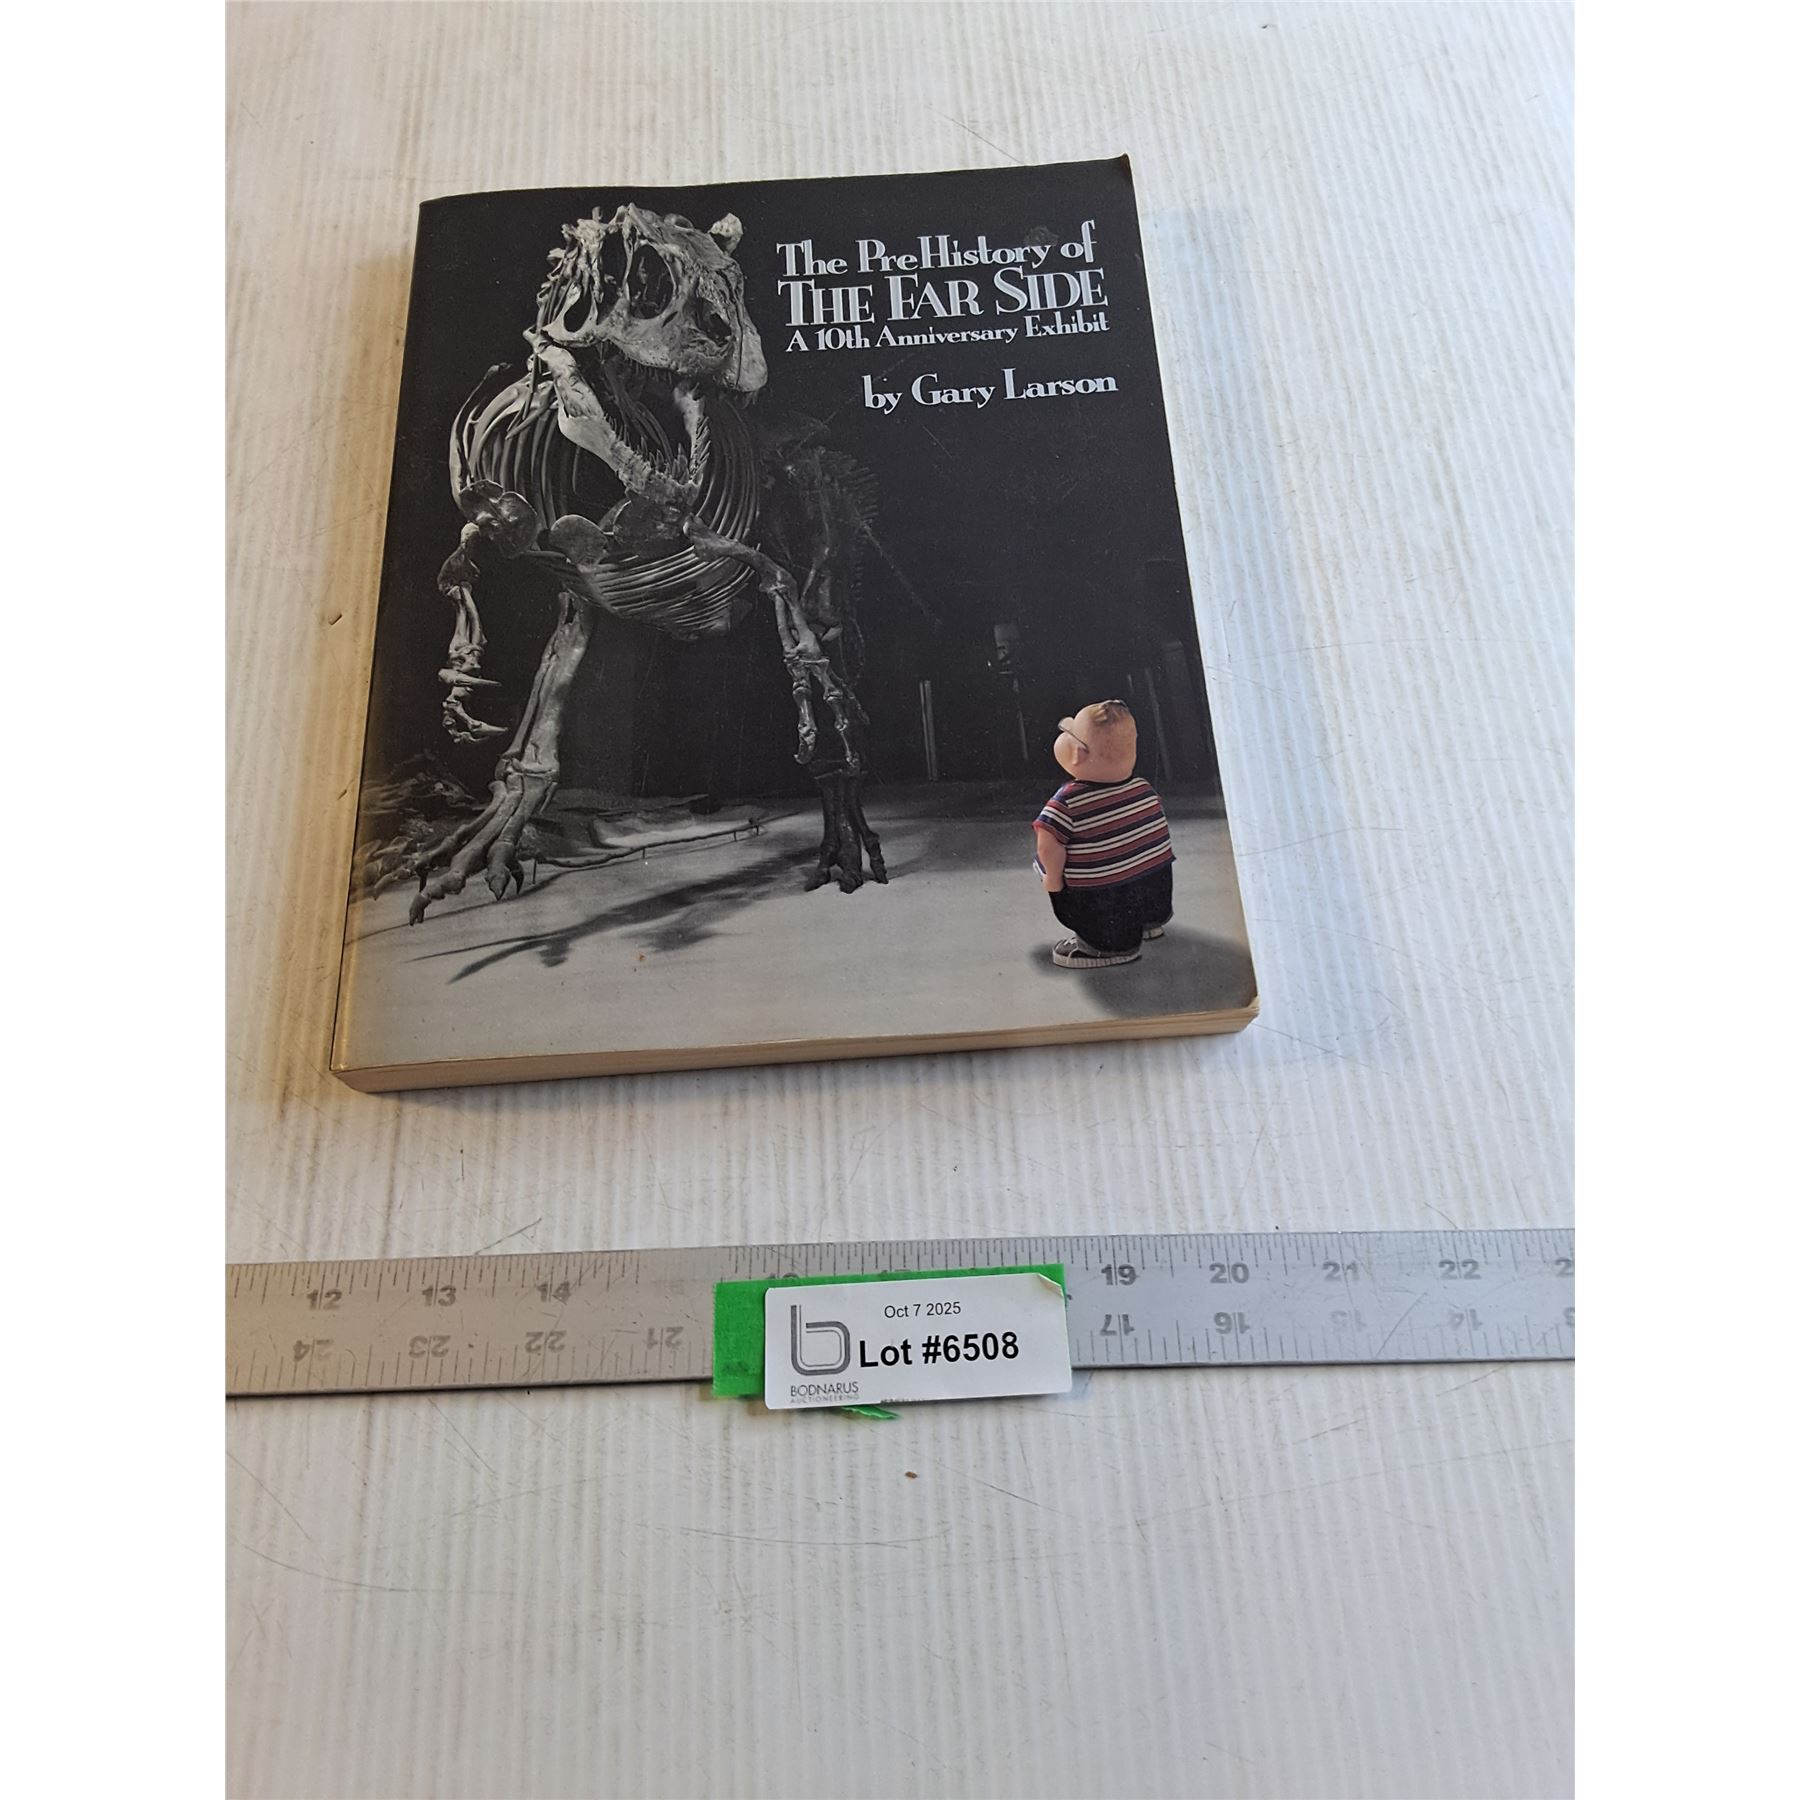 The PreHistory of
THE FAR SIDE
A 10th Anniversary Exhibit
by Gary Larson
12 13 14 19 20 21 22
24 23 22 21 17 16 15 14
Oct 7 2025
Lot #6508
BODNARUS
AUCTIONEERING